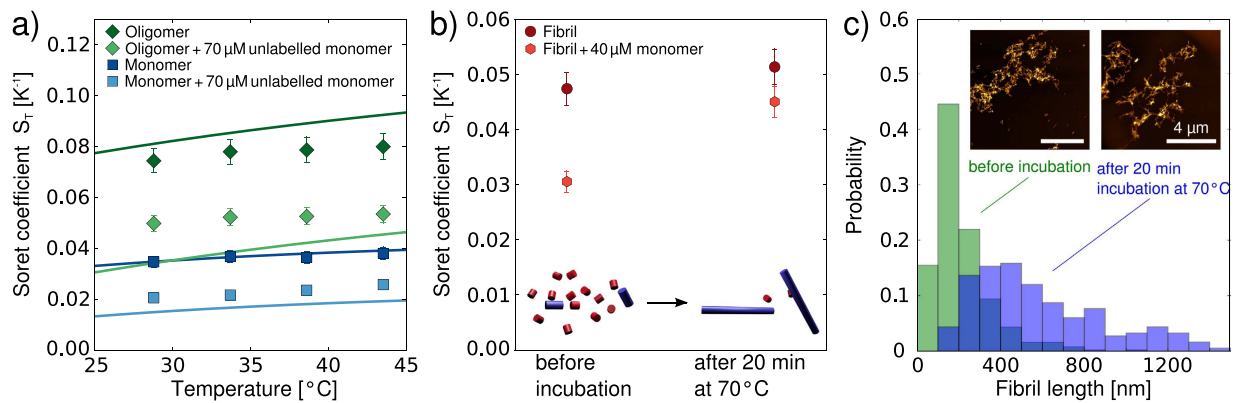 a)
Oligomer
Oligomer + 70 μM unlabelled monomer
Monomer
Monomer + 70 μM unlabelled monomer
Soret coefficient S_T [K⁻¹]
0.12
0.10
0.08
0.06
0.04
0.02
0.00
25
30
35
40
45
Temperature [°C]
b)
Fibril
Fibril + 40 μM monomer
Soret coefficient S_T [K⁻¹]
0.06
0.05
0.04
0.03
0.02
0.01
0.00
before
incubation
after 20 min
at 70°C
c)
4 μm
before incubation
after 20 min
incubation at 70°C
Probability
0.5
0.4
0.3
0.2
0.1
0.0
0
400
800
1200
Fibril length [nm]